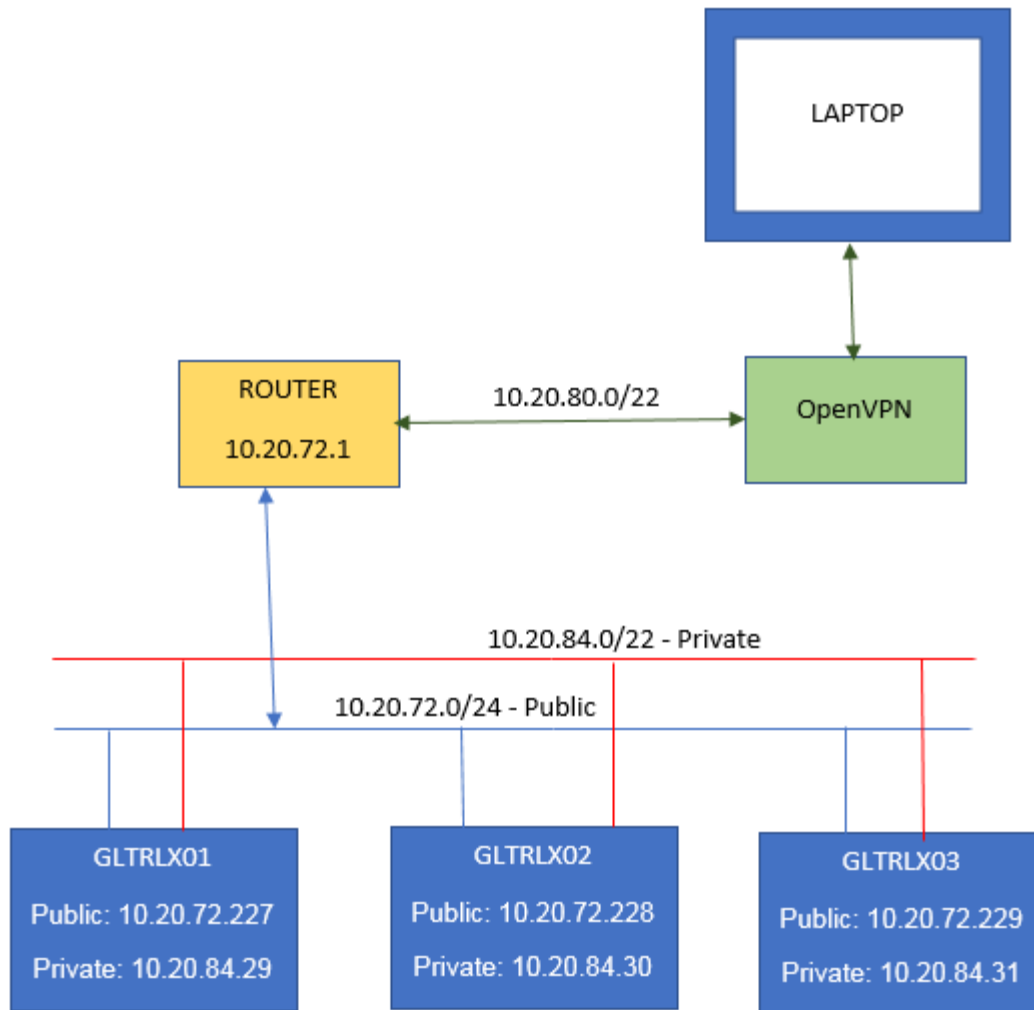 LAPTOP
ROUTER
10.20.72.1
10.20.80.0/22
OpenVPN
10.20.84.0/22 - Private
10.20.72.0/24 - Public
GLTRLX01
Public: 10.20.72.227
Private: 10.20.84.29
GLTRLX02
Public: 10.20.72.228
Private: 10.20.84.30
GLTRLX03
Public: 10.20.72.229
Private: 10.20.84.31